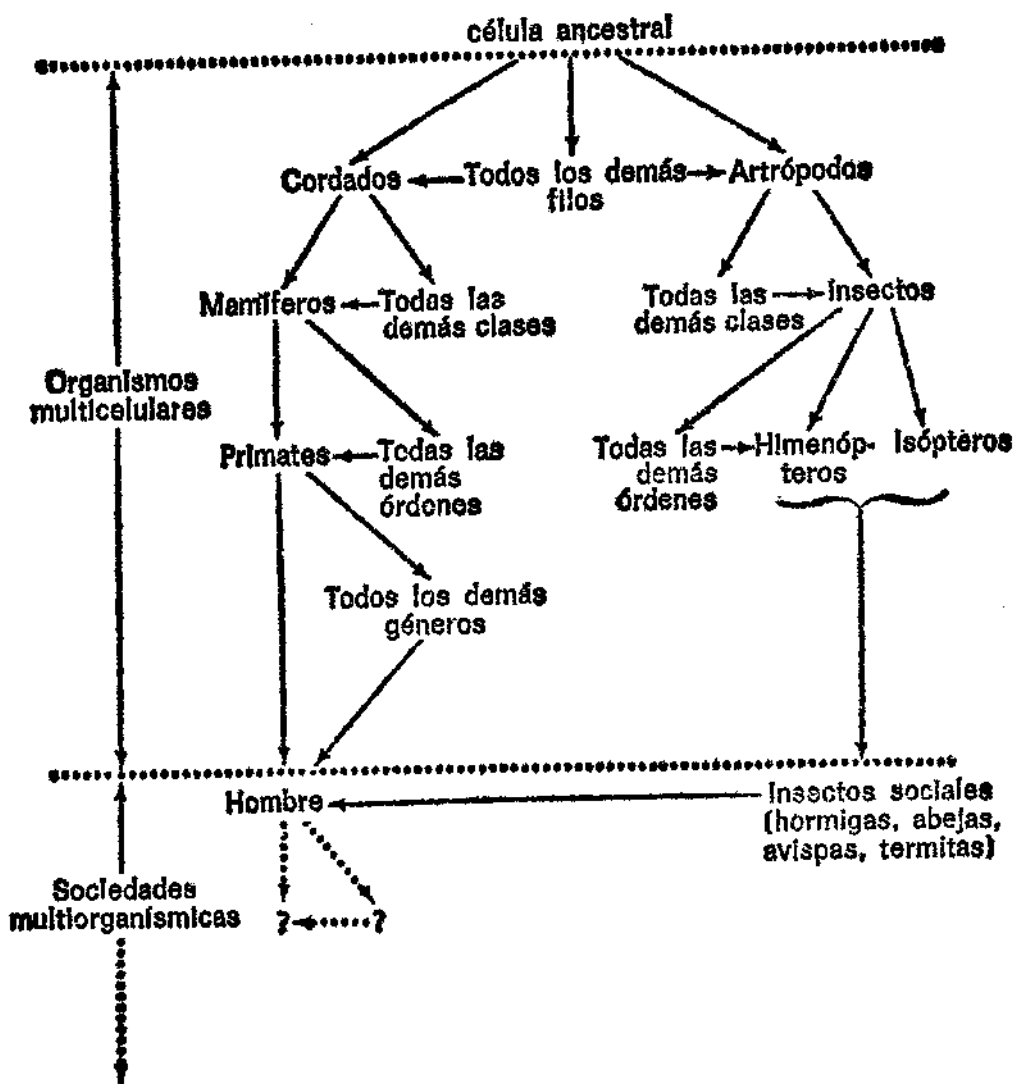 célula ancestral
Cordados
Todos los demás
filos
Artrópodos
Mamíferos
Todas las
demás clases
Todas las
demás clases
Insectos
Organismos
multicelulares
Primates
Todas las
demás
órdenes
Todas las
demás
órdenes
Himenóp-
teros
Isópteros
Todos los demás
géneros
Hombre
Insectos sociales
(hormigas, abejas,
avispas, termitas)
Sociedades
multiorganísmicas
? ?